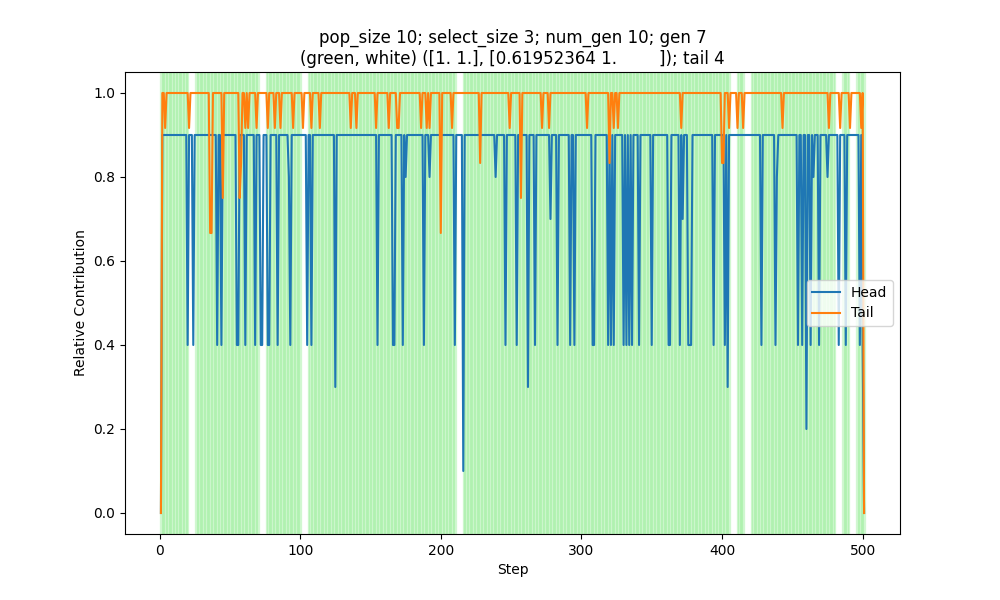 pop_size 10; select_size 3; num_gen 10; gen 7
(green, white) ([1. 1.], [0.61952364 1.         ]); tail 4
1.0
0.8
0.6
0.4
0.2
0.0
Relative Contribution
Head
Tail
0
100
200
300
400
500
Step